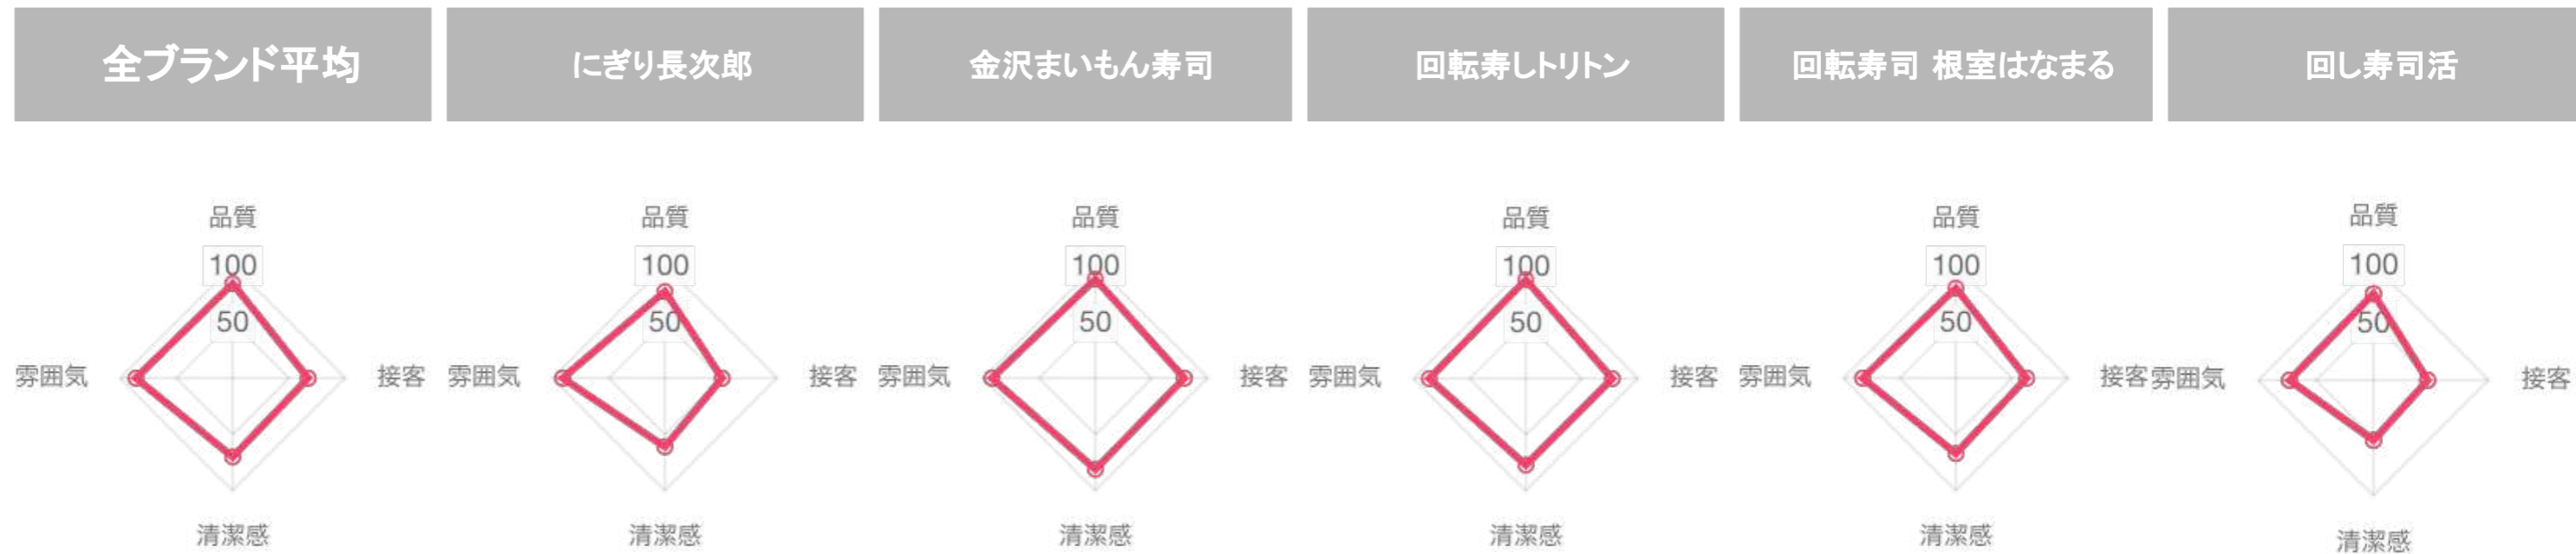 全ブランド平均
にぎり長次郎
金沢まいもん寿司
回転寿しトリトン
回転寿司 根室はなまる
回し寿司活
品質
100
50
雰囲気
接客
清潔感
品質
100
50
雰囲気
接客
清潔感
品質
100
50
雰囲気
接客
清潔感
品質
100
50
雰囲気
接客
清潔感
品質
100
50
雰囲気
接客
清潔感
品質
100
50
雰囲気
接客
清潔感